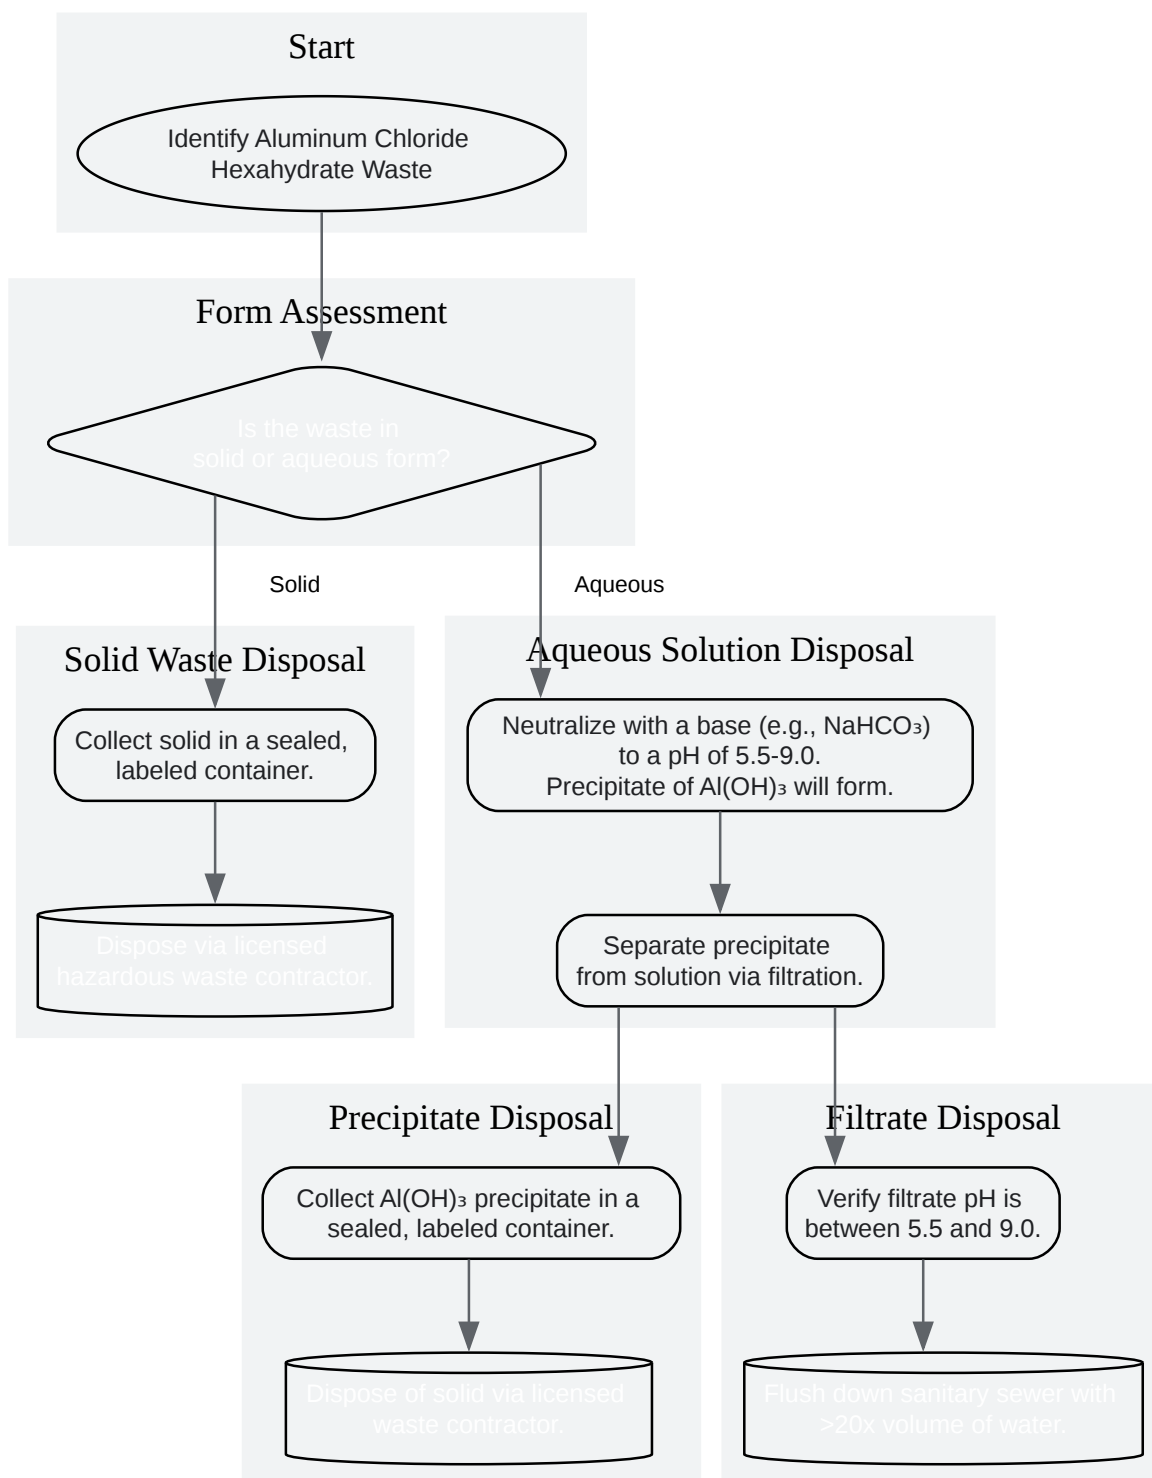 Start
Identify Aluminum Chloride
Hexahydrate Waste
Form Assessment
Is the waste in
solid or aqueous form?
Solid
Aqueous
Solid Waste Disposal
Collect solid in a sealed,
labeled container.
Dispose via licensed
hazardous waste contractor.
Aqueous Solution Disposal
Neutralize with a base (e.g., NaHCO₃)
to a pH of 5.5-9.0.
Precipitate of Al(OH)₃ will form.
Separate precipitate
from solution via filtration.
Precipitate Disposal
Collect Al(OH)₃ precipitate in a
sealed, labeled container.
Dispose of solid via licensed
waste contractor.
Filtrate Disposal
Verify filtrate pH is
between 5.5 and 9.0.
Flush down sanitary sewer with
>20x volume of water.